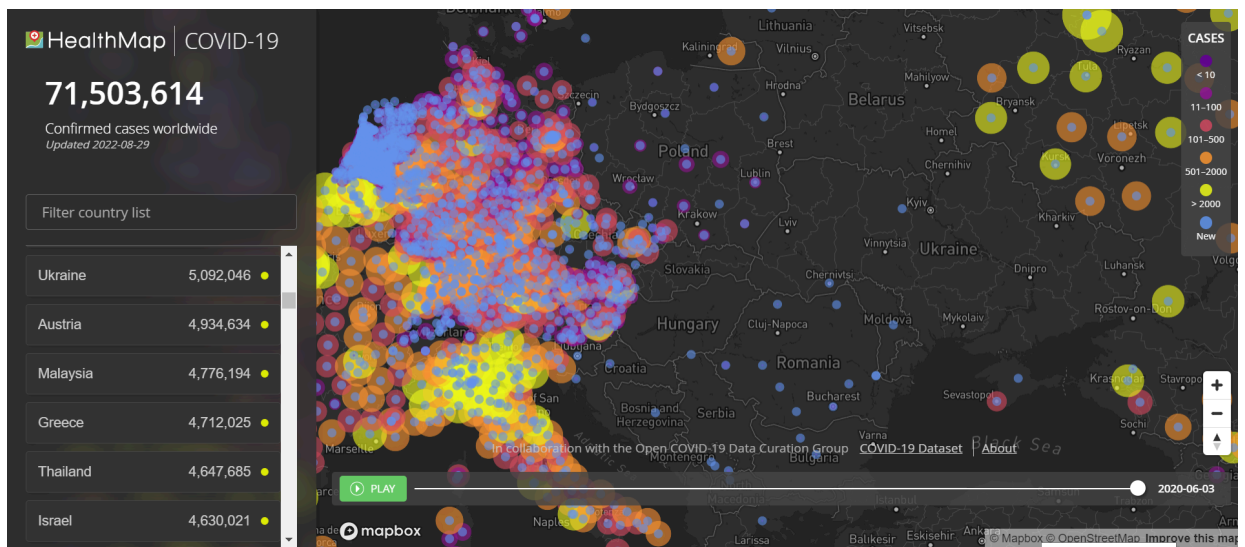 HealthMap | COVID-19
71,503,614
Confirmed cases worldwide
Updated 2022-08-29
Filter country list
Ukraine 5,092,046
Austria 4,934,634
Malaysia 4,776,194
Greece 4,712,025
Thailand 4,647,685
Israel 4,630,021
CASES
< 10
11–100
101–500
501–2000
> 2000
New
Lithuania
Vitsebsk
Kaliningrad
Vilnius
Ryazan
Tula
Mahilyow
Hrodna
Bydgoszcz
Belarus
Bryansk
Lipetsk
Homel
Poland
Brest
Chernihiv
Kursk
Voronezh
Wrocław
Lublin
Krakow
Kyiv
Lviv
Kharkiv
Vinnytsia
Ukraine
Slovakia
Chernivtsi
Dnipro
Luhansk
Rostov-on-Don
Hungary
Cluj-Napoca
Moldova
Mykolaiv
Ljubljana
Croatia
Romania
Bucharest
Sevastopol
Krasnodar
Stavropo
Sochi
Bosnia and
Herzegovina
Serbia
Varna
Black Sea
Marseille
Montenegro
Bulgaria
In collaboration with the Open COVID-19 Data Curation Group COVID-19 Dataset | About
PLAY
2020-06-03
North
Macedonia
Istanbul
Samsun
Naples
Larissa
Balıkesir
Eskisehir
Ankara
mapbox
© Mapbox © OpenStreetMap Improve this map